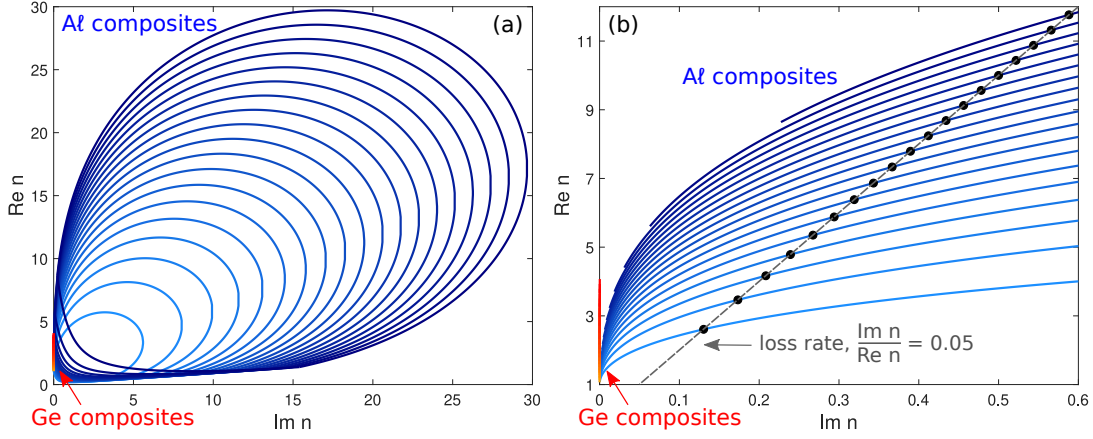 Aℓ composites
(a)
30
25
20
15
10
5
1
Re n
0
5
10
15
20
25
30
Im n
Ge composites
(b)
Aℓ composites
11
9
7
5
3
1
Re n
loss rate, Im n / Re n = 0.05
0
0.1
0.2
0.3
0.4
0.5
0.6
Im n
Ge composites